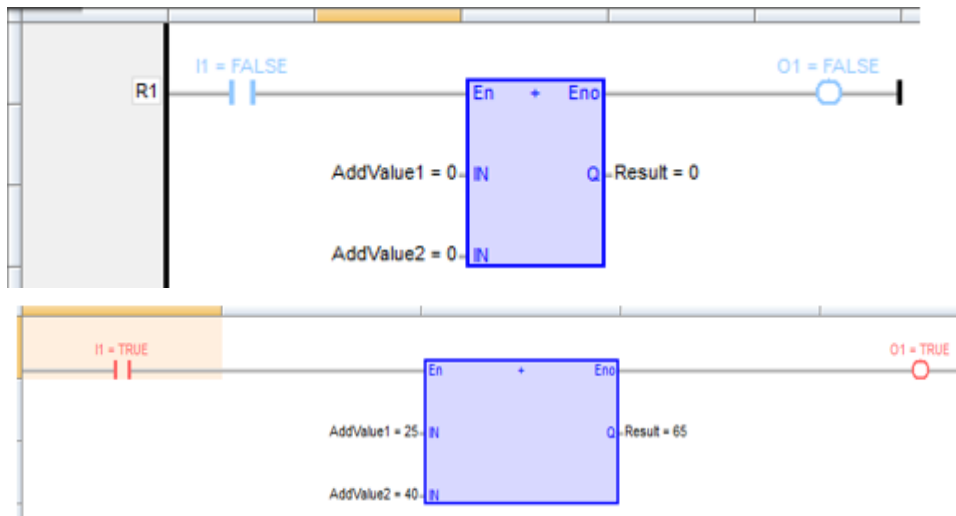 I1 = FALSE
O1 = FALSE
R1
En + Eno
AddValue1 = 0 IN Q Result = 0
AddValue2 = 0 IN
I1 = TRUE
O1 = TRUE
En + Eno
AddValue1 = 25 IN Q Result = 65
AddValue2 = 40 IN